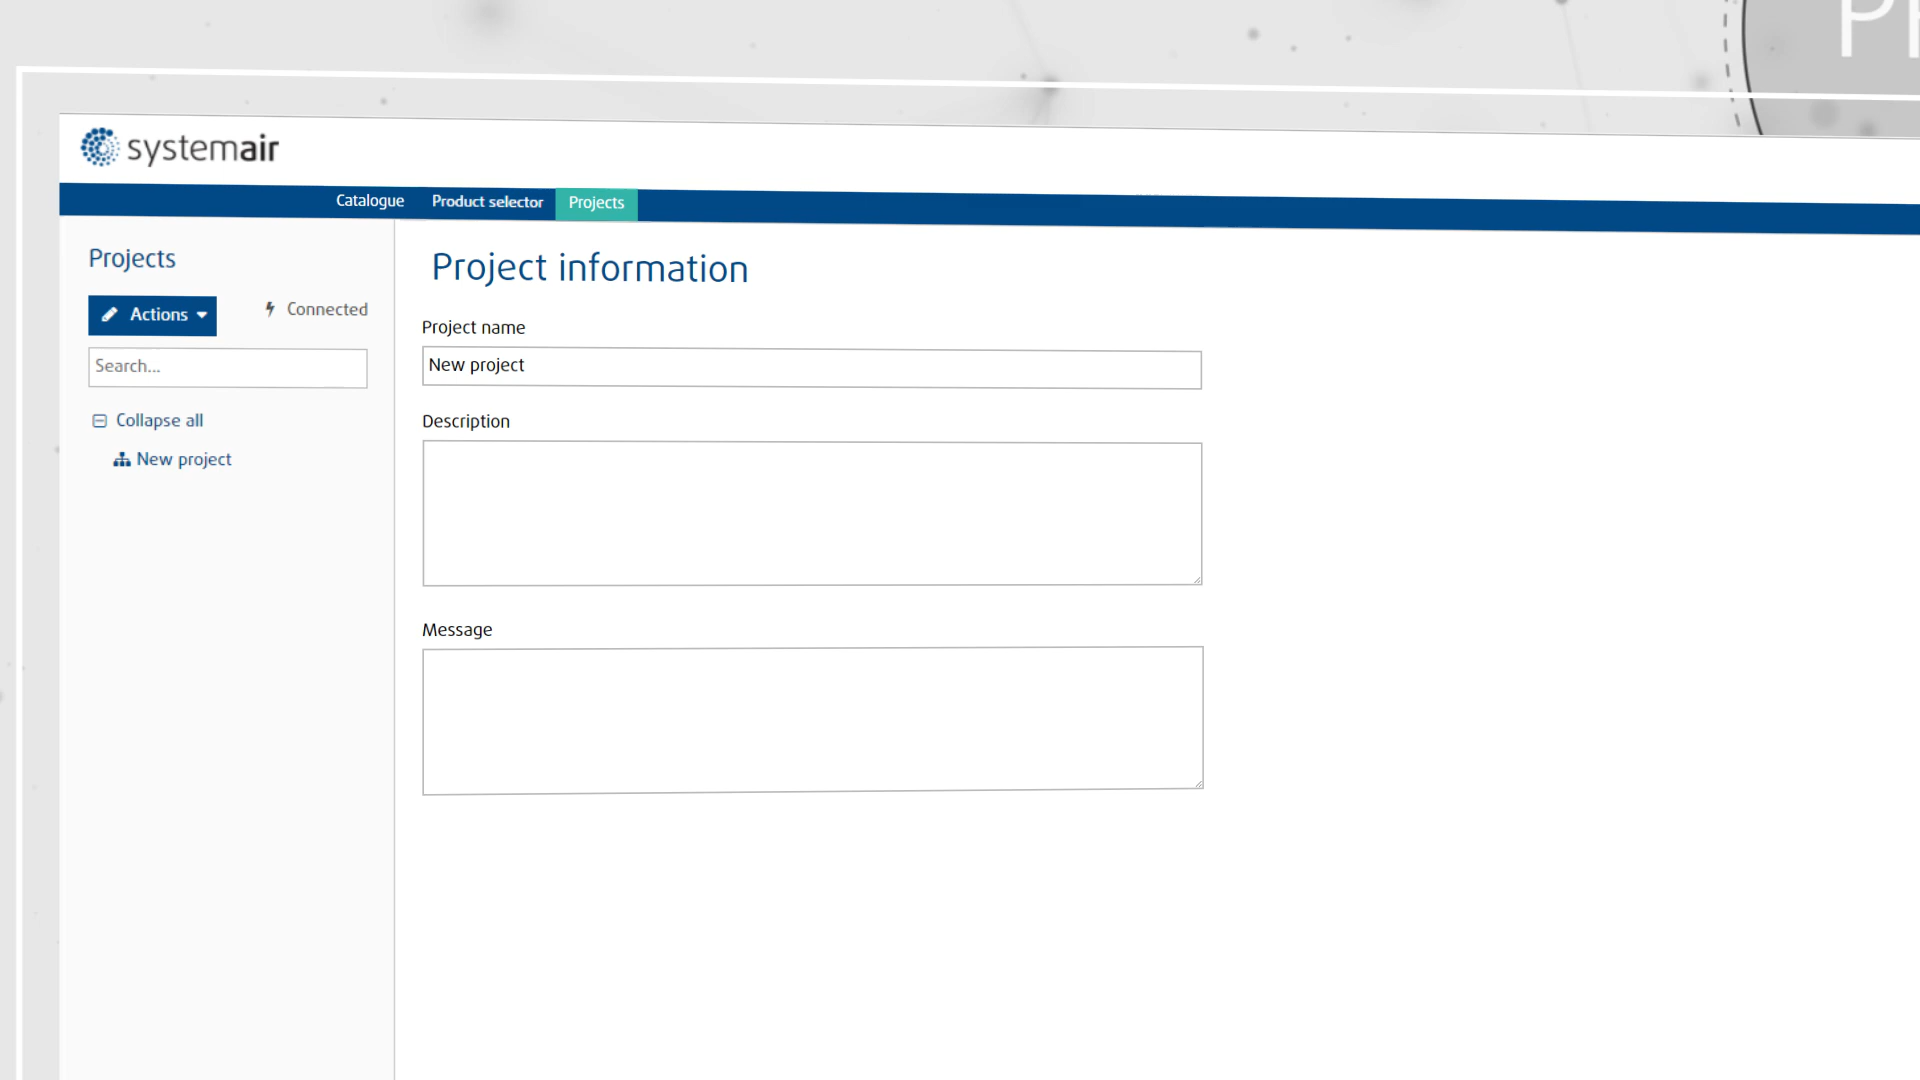 systemair
Catalogue Product selector Projects
Projects
Actions
Connected
Search...
Collapse all
New project
Project information
Project name
New project
Description
Message